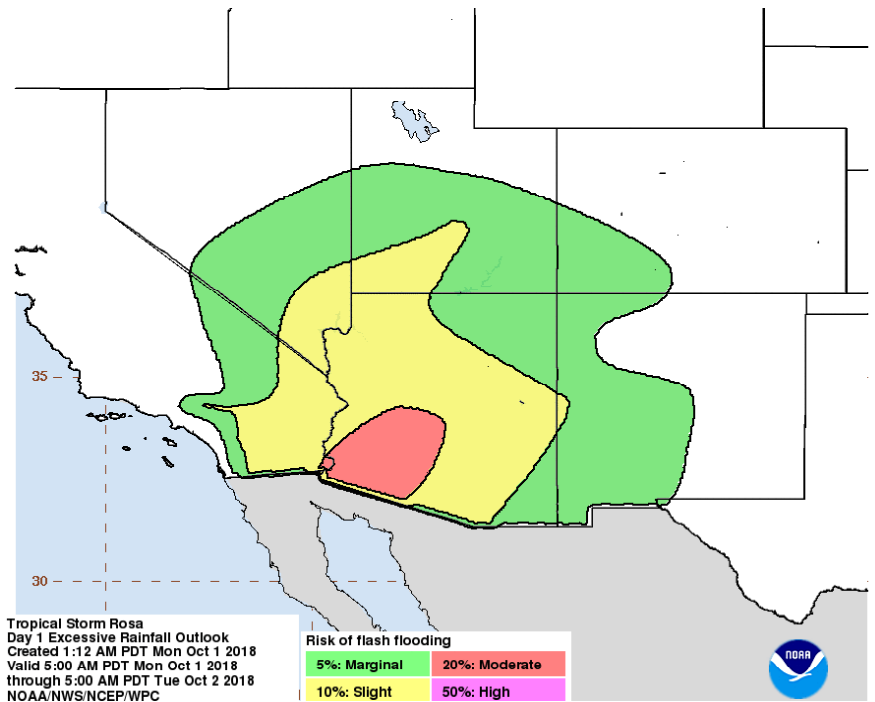 35
30
Tropical Storm Rosa
Day 1 Excessive Rainfall Outlook
Created 1:12 AM PDT Mon Oct 1 2018
Valid 5:00 AM PDT Mon Oct 1 2018
through 5:00 AM PDT Tue Oct 2 2018
NOAA/NWS/NCEP/WPC
Risk of flash flooding
5%: Marginal
20%: Moderate
10%: Slight
50%: High
NOAA